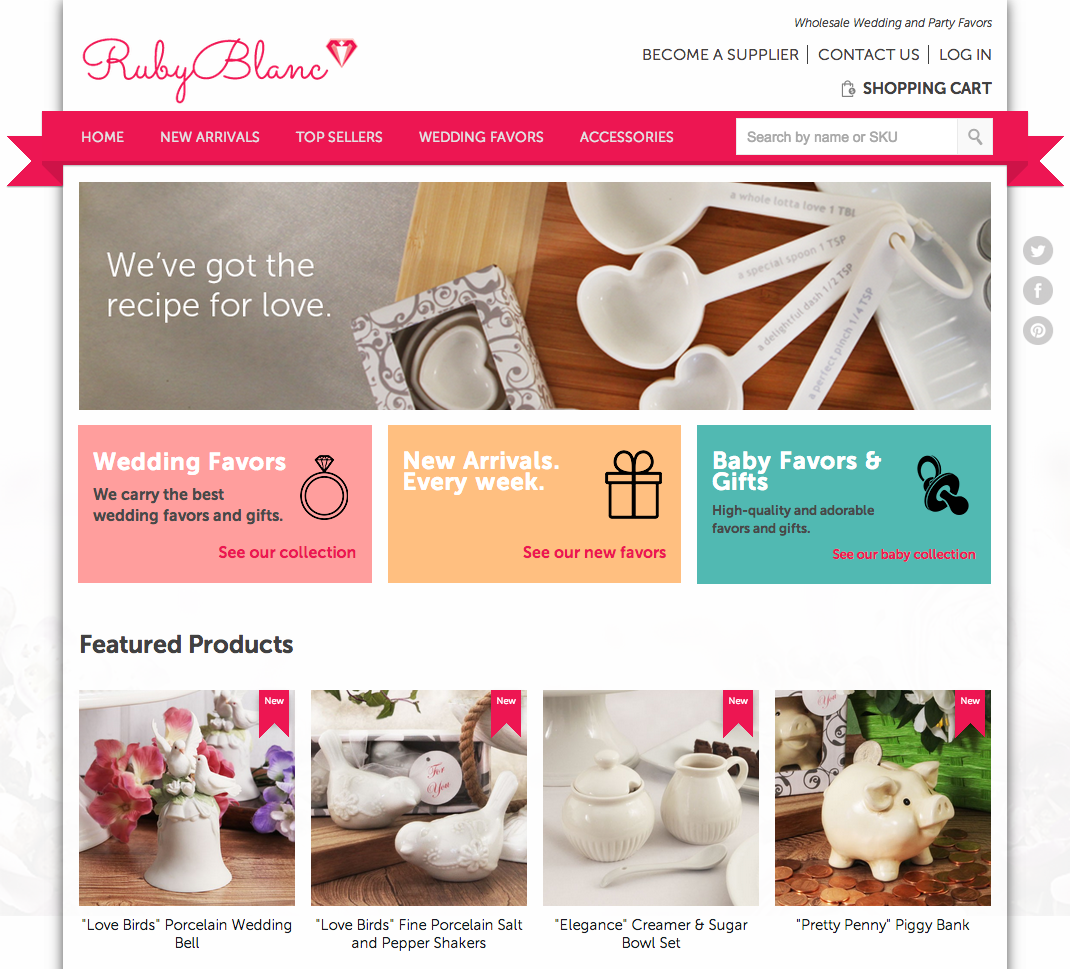 Wholesale Wedding and Party Favors
RubyBlanc
BECOME A SUPPLIER CONTACT US LOG IN
SHOPPING CART
HOME NEW ARRIVALS TOP SELLERS WEDDING FAVORS ACCESSORIES Search by name or SKU
We've got the
recipe for love.
a whole lotta love 1 TBL
a special spoon 1 TSP
a delightful dash 1/2 TSP
a perfect pinch 1/4 TSP
Wedding Favors
We carry the best
wedding favors and gifts.
See our collection
New Arrivals.
Every week.
See our new favors
Baby Favors &
Gifts
High-quality and adorable
favors and gifts.
See our baby collection
Featured Products
New
New
New
New
For
You
"Love Birds" Porcelain Wedding
Bell
"Love Birds" Fine Porcelain Salt
and Pepper Shakers
"Elegance" Creamer & Sugar
Bowl Set
"Pretty Penny" Piggy Bank